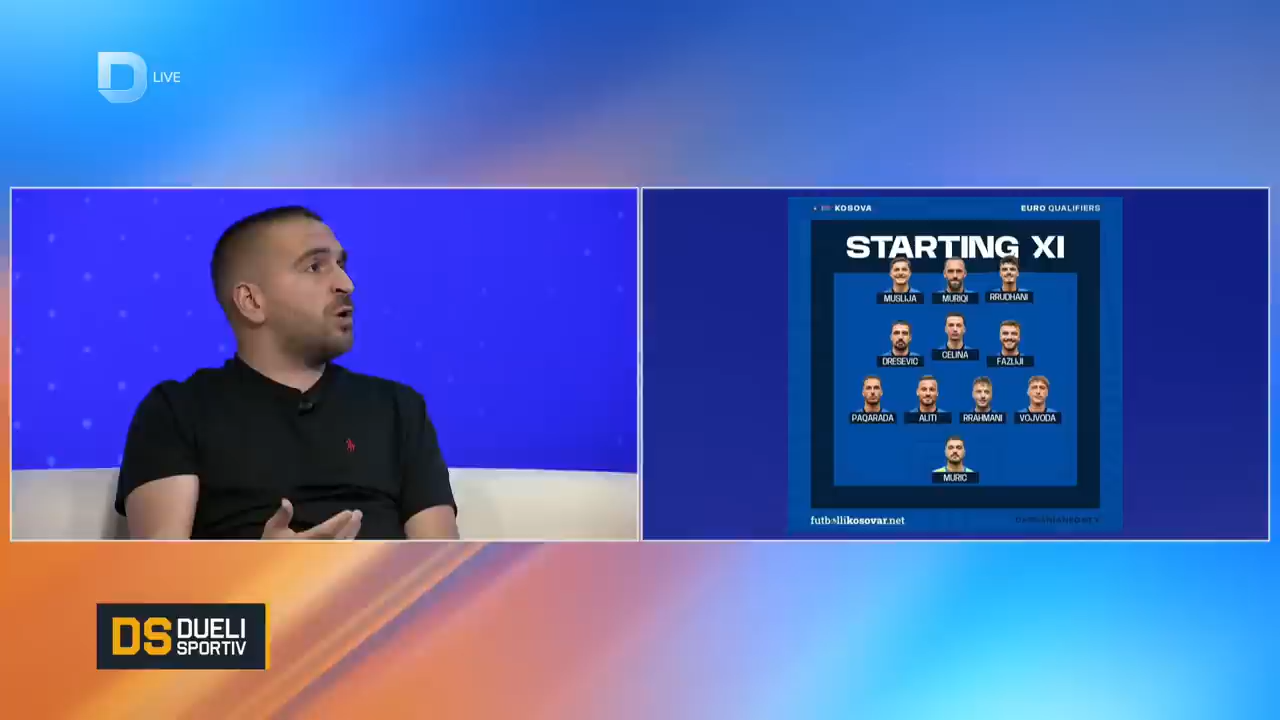 D LIVE
KOSOVA
EURO QUALIFIERS
STARTING XI
MUSLIJA
MURIQI
RRUDHANI
DRESEVIC
CELINA
FAZLIJI
PAQARADA
ALITI
RRAHMANI
VOJVODA
MURIC
futbollikosovar.net
DS DUELI
SPORTIV